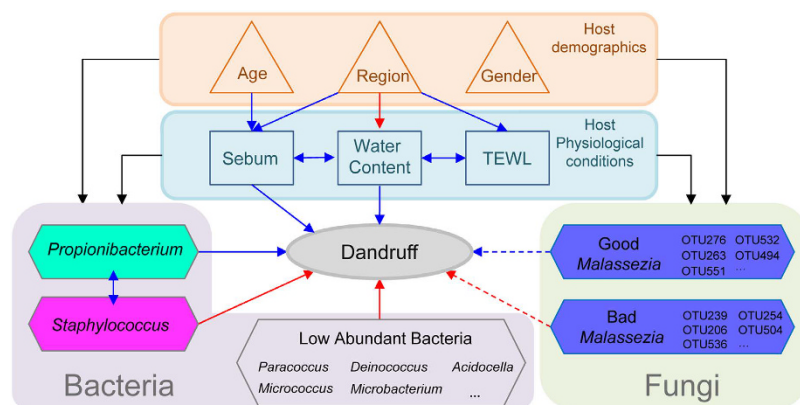 Host
demographics
Age
Region
Gender
Host
Physiological
conditions
Sebum
Water
Content
TEWL
Propionibacterium
Staphylococcus
Bacteria
Dandruff
Low Abundant Bacteria
Paracoccus Deinococcus Acidocella
Micrococcus Microbacterium ...
Good
Malassezia
OTU276 OTU532
OTU263 OTU494
OTU551 ...
Bad
Malassezia
OTU239 OTU254
OTU206 OTU504
OTU536 ...
Fungi